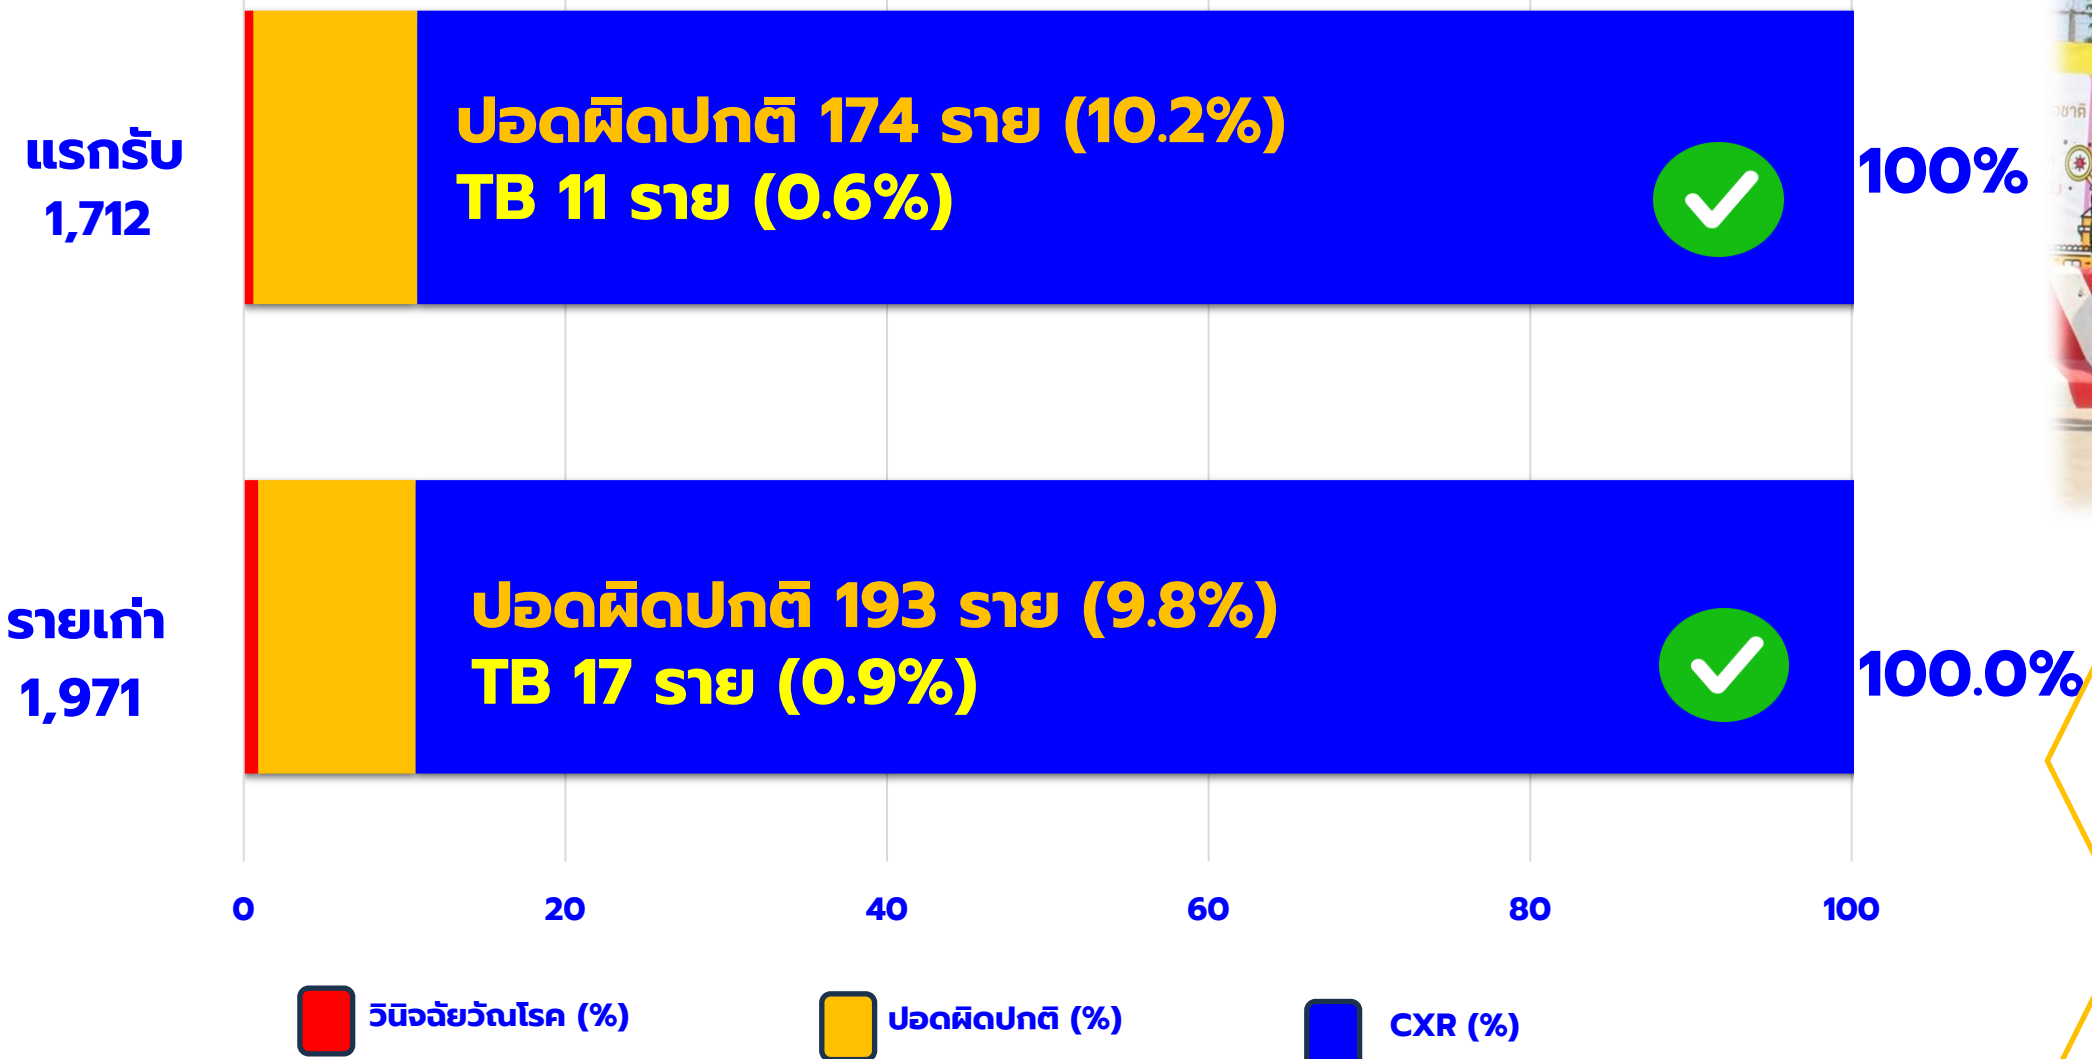 แรกรับ
1,712
ปอดผิดปกติ 174 ราย (10.2%)
TB 11 ราย (0.6%)
100%
รายเก่า
1,971
ปอดผิดปกติ 193 ราย (9.8%)
TB 17 ราย (0.9%)
100.0%
0 20 40 60 80 100
วินิจฉัยวัณโรค (%) ปอดผิดปกติ (%) CXR (%)